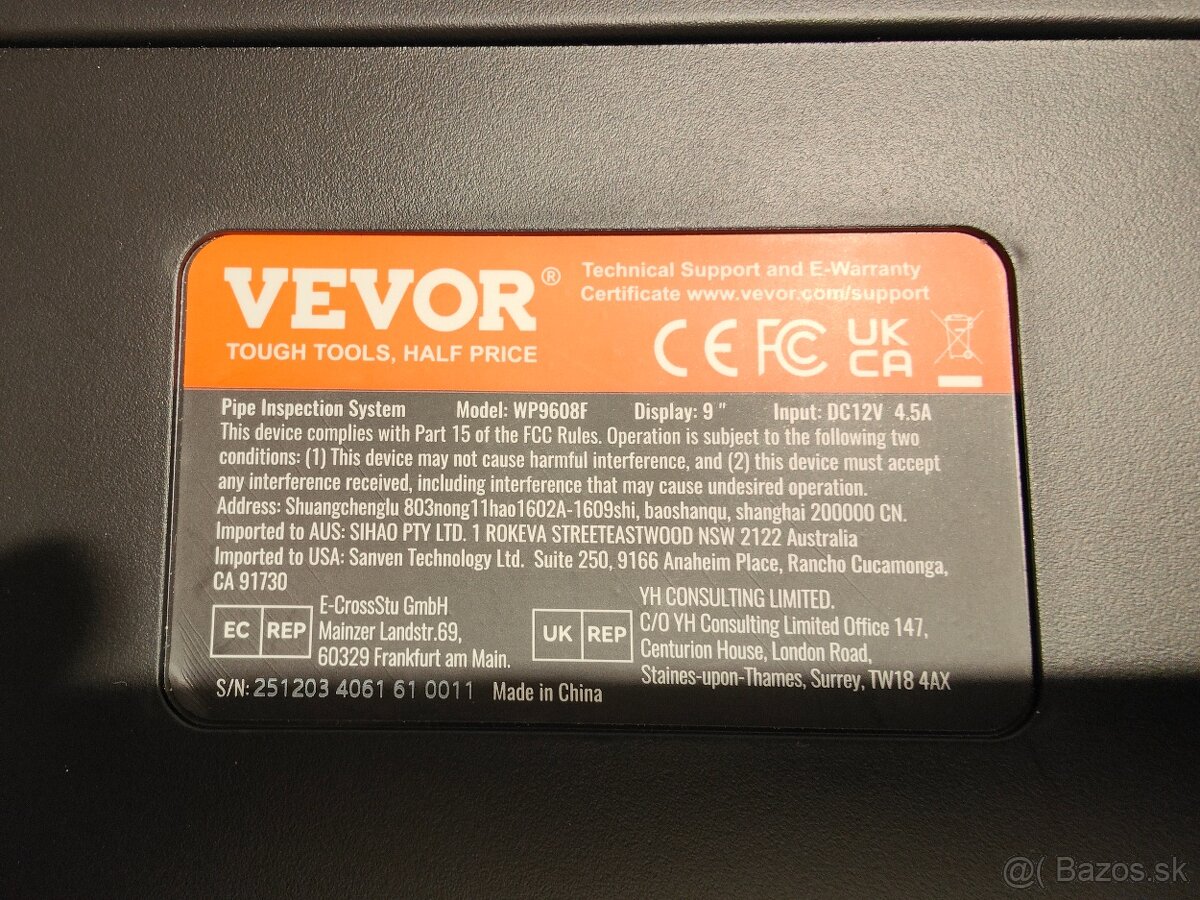 VEVOR®
TOUGH TOOLS, HALF PRICE
Technical Support and E-Warranty
Certificate www.vevor.com/support
CE FC UK
CA
Pipe Inspection System Model: WP9608F Display: 9 " Input: DC12V 4.5A
This device complies with Part 15 of the FCC Rules. Operation is subject to the following two
conditions: (1) This device may not cause harmful interference, and (2) this device must accept
any interference received, including interference that may cause undesired operation.
Address: Shuangchenglu 803nong11hao1602A-1609shi, baoshanqu, shanghai 200000 CN.
Imported to AUS: SIHAO PTY LTD. 1 ROKEVA STREETEASTWOOD NSW 2122 Australia
Imported to USA: Sanven Technology Ltd. Suite 250, 9166 Anaheim Place, Rancho Cucamonga,
CA 91730
EC REP
E-CrossStu GmbH
Mainzer Landstr.69,
60329 Frankfurt am Main.
UK REP
YH CONSULTING LIMITED.
C/O YH Consulting Limited Office 147,
Centurion House, London Road,
Staines-upon-Thames, Surrey, TW18 4AX
S/N: 251203 4061 61 0011 Made in China
@( Bazos.sk